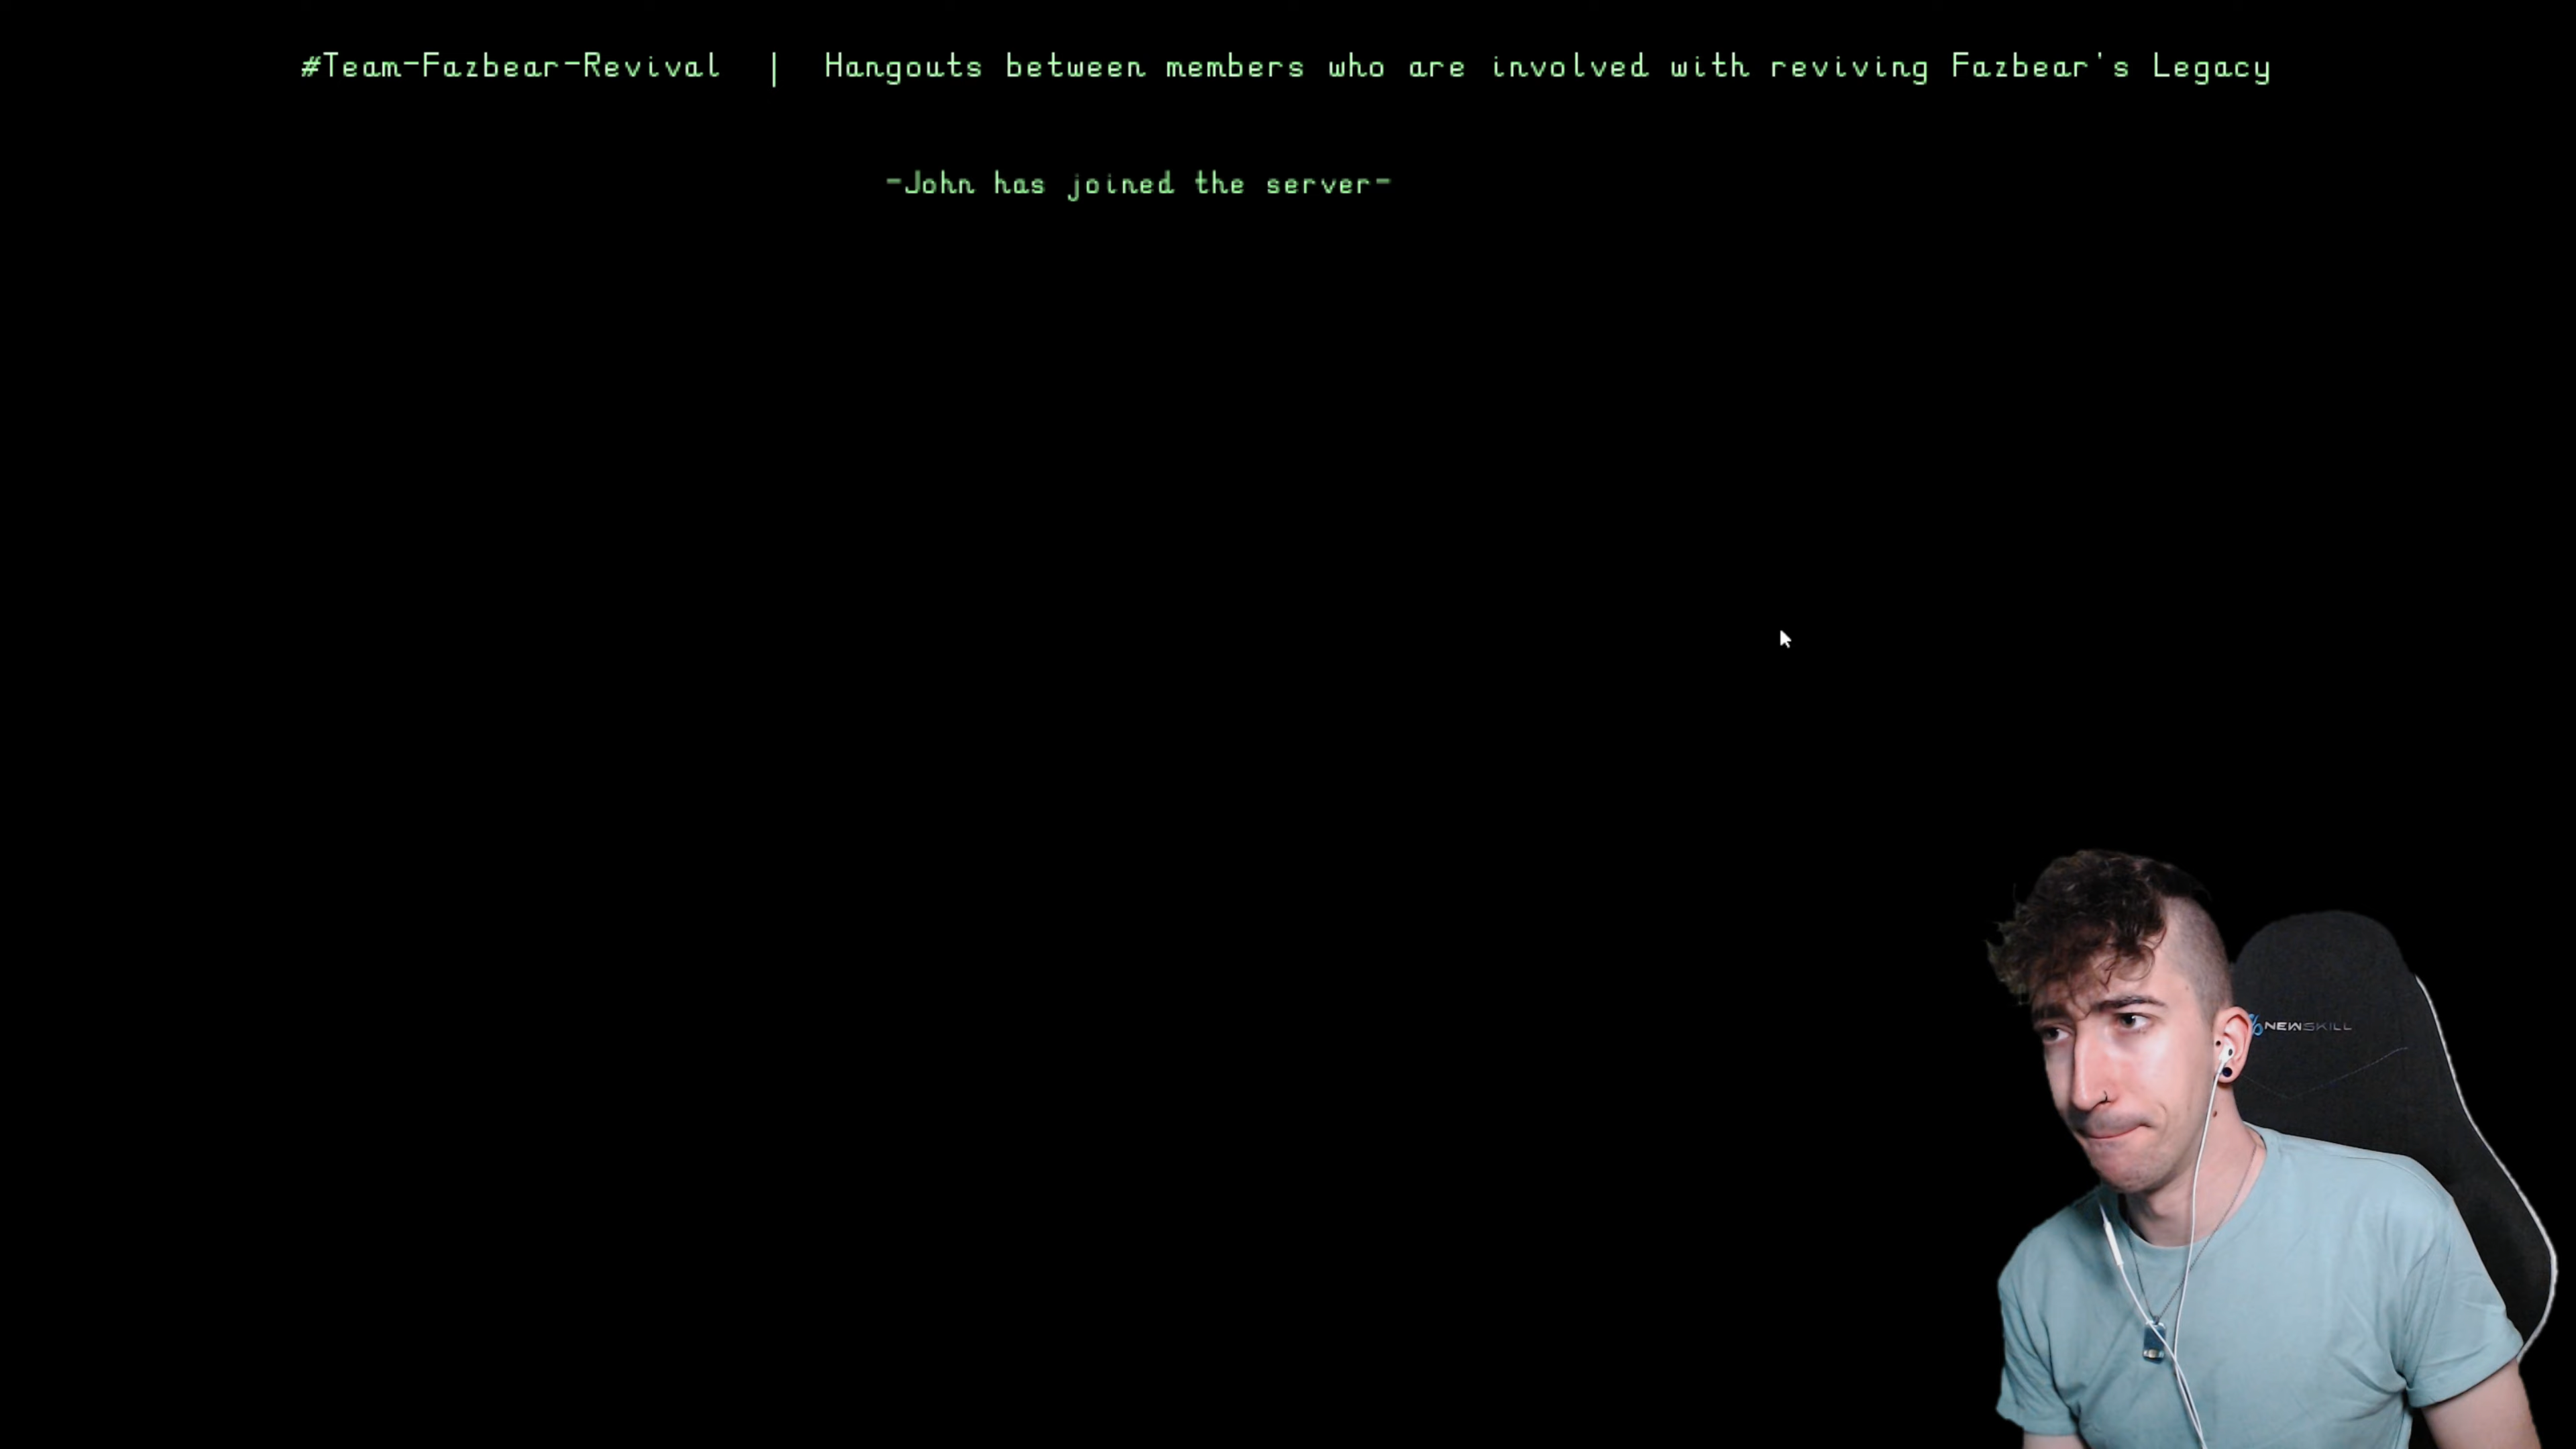 #Team-Fazbear-Revival | Hangouts between members who are involved with reviving Fazbear's Legacy
-John has joined the server-
NEWSKILL